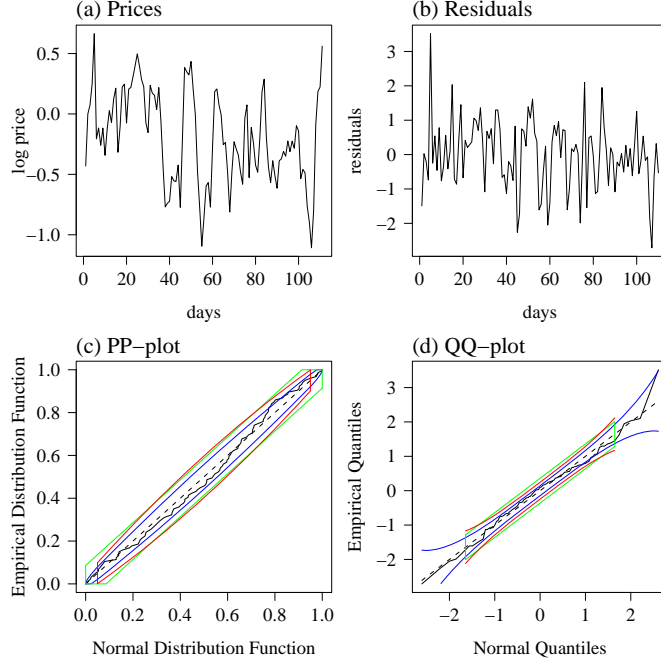 (a) Prices
log price
0.5
0.0
−0.5
−1.0
0 20 40 60 80 100
days
(b) Residuals
residuals
3
2
1
0
−1
−2
0 20 40 60 80 100
days
(c) PP−plot
Empirical Distribution Function
1.0
0.8
0.6
0.4
0.2
0.0
0.0 0.2 0.4 0.6 0.8 1.0
Normal Distribution Function
(d) QQ−plot
Empirical Quantiles
3
2
1
0
−1
−2
−2 −1 0 1 2
Normal Quantiles